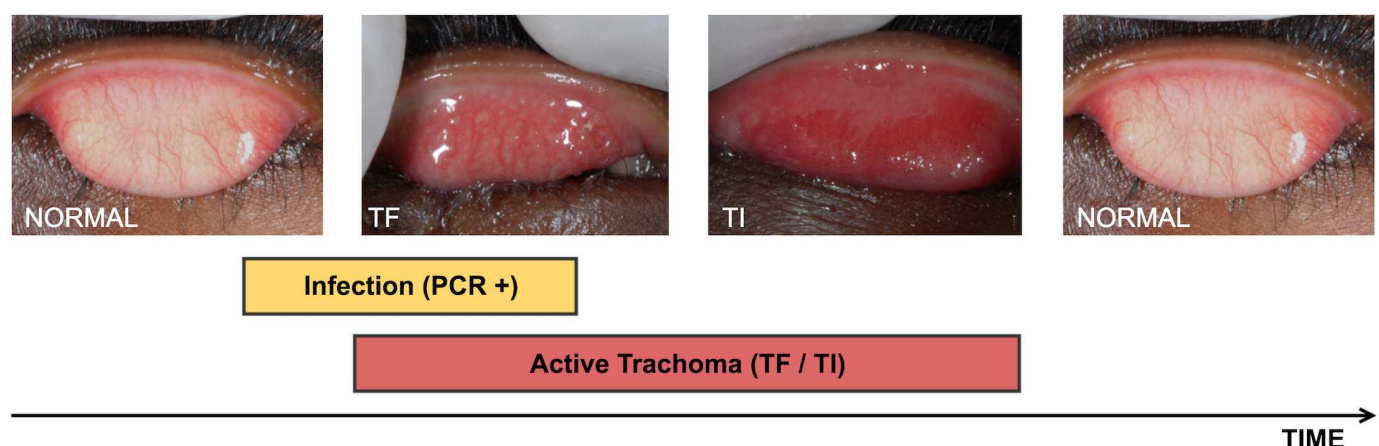 NORMAL
TF
TI
NORMAL
Infection (PCR +)
Active Trachoma (TF / TI)
TIME